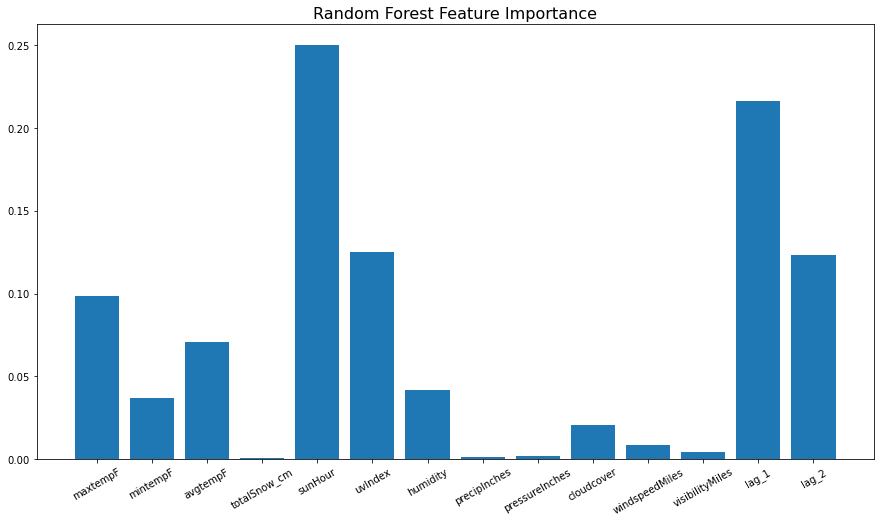 Random Forest Feature Importance
0.25
0.20
0.15
0.10
0.05
0.00
maxtempF
mintempF
avgtempF
totalSnow_cm
sunHour
uvIndex
humidity
precipInches
pressureInches
cloudcover
windspeedMiles
visibilityMiles
lag_1
lag_2